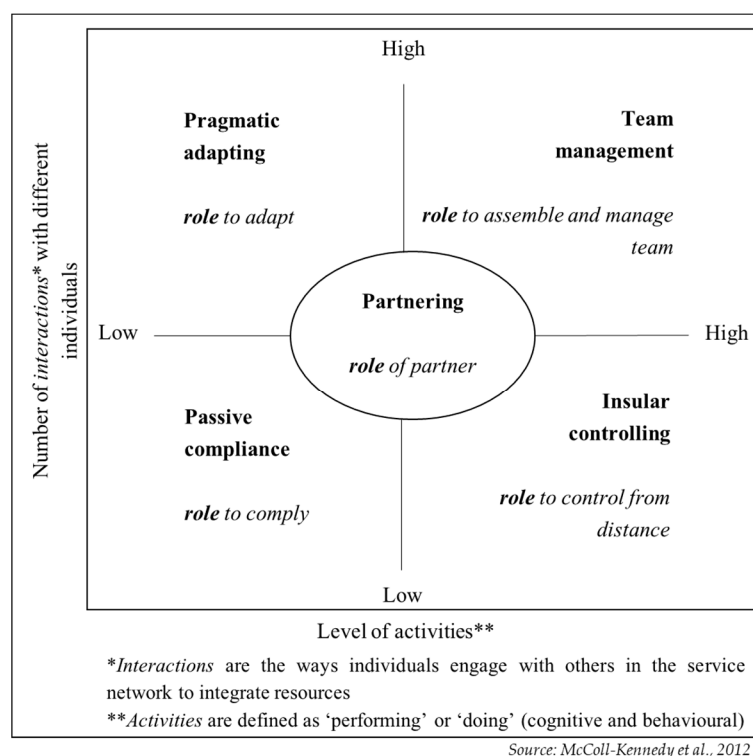 High
Pragmatic
adapting
role to adapt
Team
management
role to assemble and manage
team
Number of interactions* with different
individuals
Low
Partnering
role of partner
High
Passive
compliance
role to comply
Insular
controlling
role to control from
distance
Low
Level of activities**
*Interactions are the ways individuals engage with others in the service
network to integrate resources
**Activities are defined as ‘performing’ or ‘doing’ (cognitive and behavioural)
Source: McColl-Kennedy et al., 2012